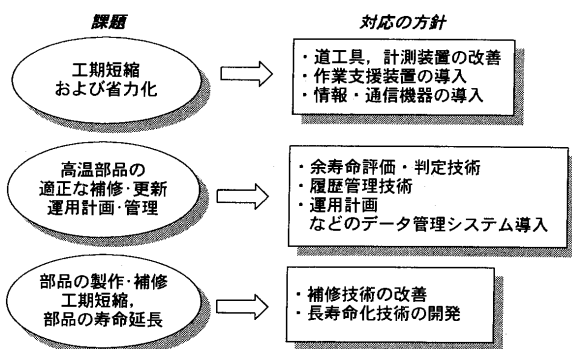 課題
対応の方針
工期短縮
および省力化
・道工具，計測装置の改善
・作業支援装置の導入
・情報・通信機器の導入
高温部品の
適正な補修・更新
運用計画・管理
・余寿命評価・判定技術
・履歴管理技術
・運用計画
などのデータ管理システム導入
部品の製作・補修
工期短縮，
部品の寿命延長
・補修技術の改善
・長寿命化技術の開発